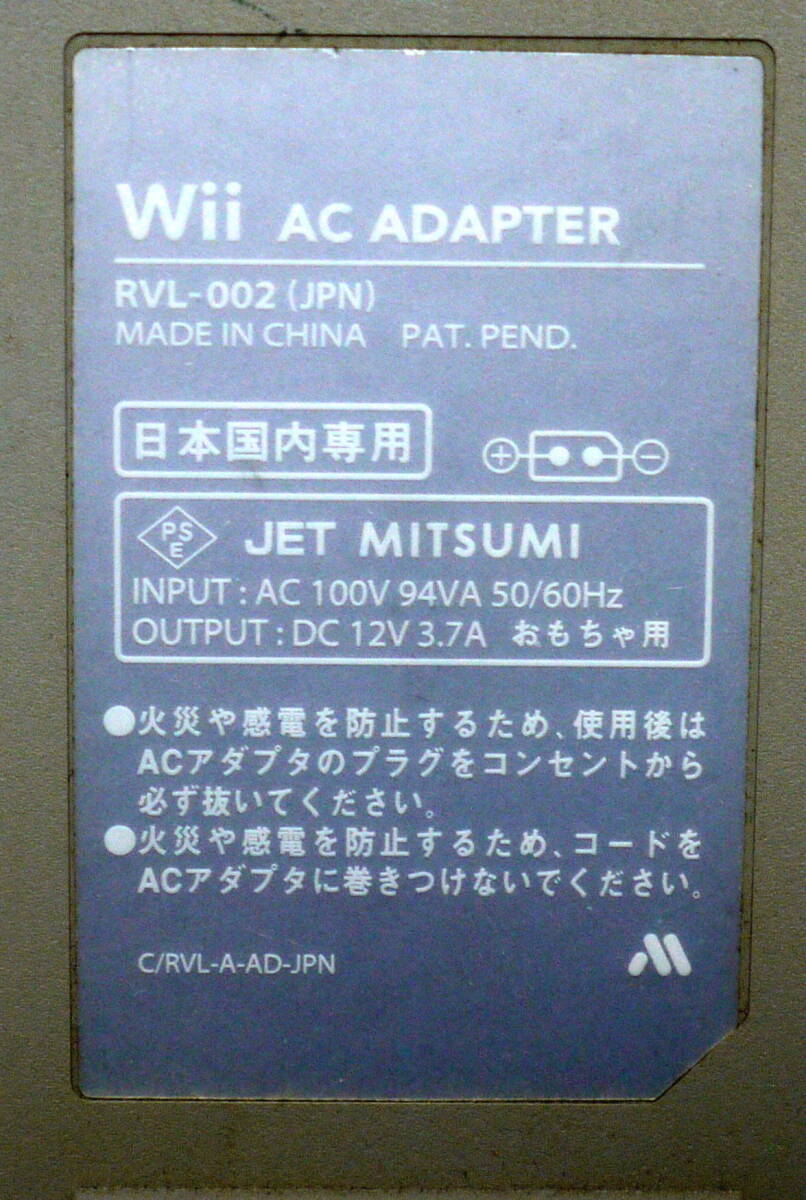 Wii AC ADAPTER
RVL-002 (JPN)
MADE IN CHINA PAT. PEND.
日本国内専用
PSE JET MITSUMI
INPUT : AC 100V 94VA 50/60Hz
OUTPUT : DC 12V 3.7A おもちゃ用
●火災や感電を防止するため、使用後は
ACアダプタのプラグをコンセントから
必ず抜いてください。
●火災や感電を防止するため、コードを
ACアダプタに巻きつけないでください。
C/RVL-A-AD-JPN